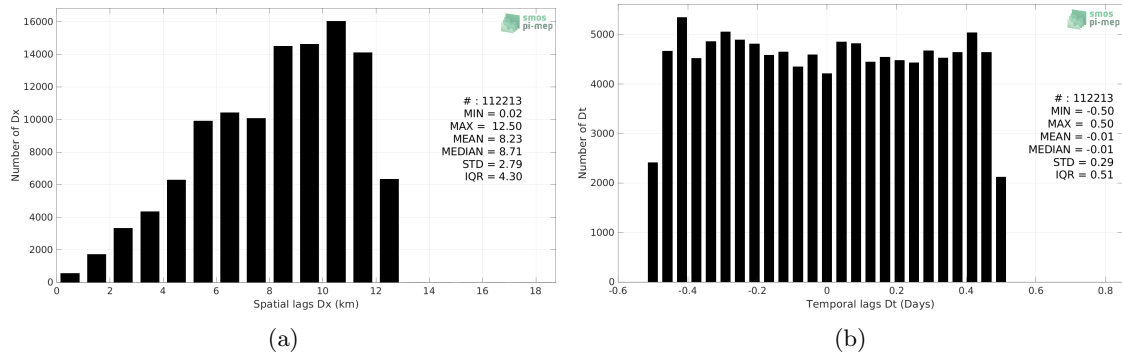 smos
pi-mep
16000
14000
12000
10000
8000
6000
4000
2000
0
Number of Dx
# : 112213
MIN = 0.02
MAX = 12.50
MEAN = 8.23
MEDIAN = 8.71
STD = 2.79
IQR = 4.30
0 2 4 6 8 10 12 14 16 18
Spatial lags Dx (km)
(a)
smos
pi-mep
5000
4000
3000
2000
1000
0
Number of Dt
# : 112213
MIN = -0.50
MAX = 0.50
MEAN = -0.01
MEDIAN = -0.01
STD = 0.29
IQR = 0.51
-0.6 -0.4 -0.2 0 0.2 0.4 0.6 0.8
Temporal lags Dt (Days)
(b)